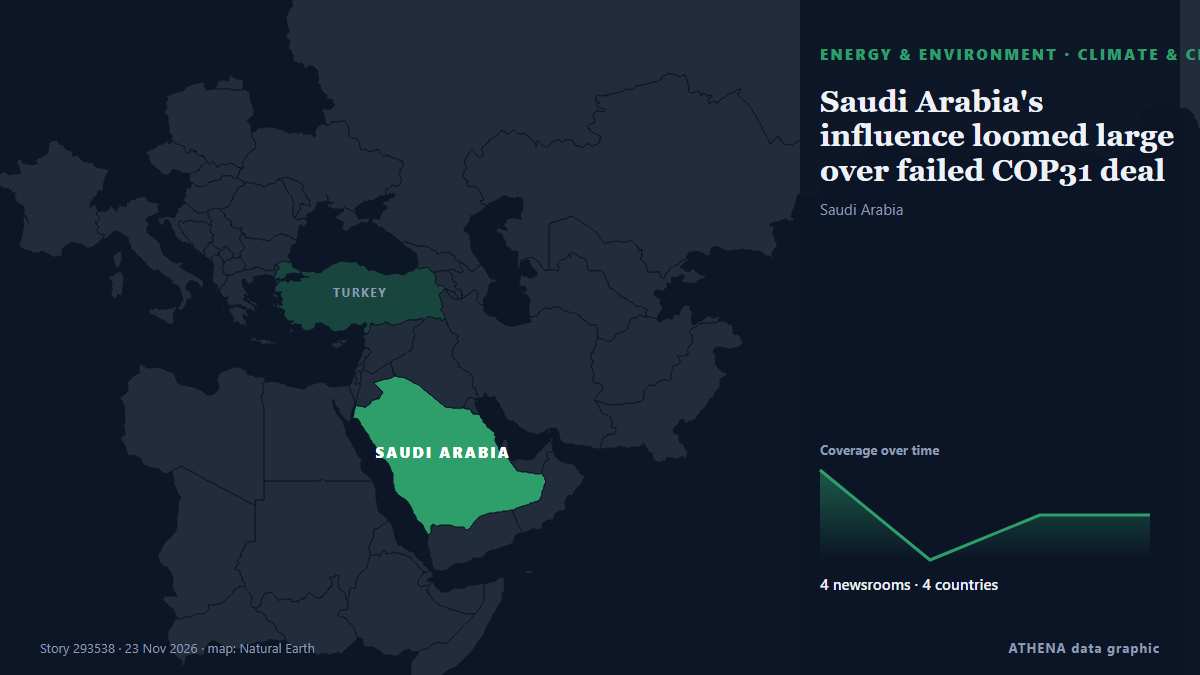 ENERGY & ENVIRONMENT · CLIMATE &
Saudi Arabia's
influence loomed large
over failed COP31 deal
Saudi Arabia
TURKEY
SAUDI ARABIA
Coverage over time
4 newsrooms · 4 countries
Story 293538 · 23 Nov 2026 · map: Natural Earth
ATHENA data graphic